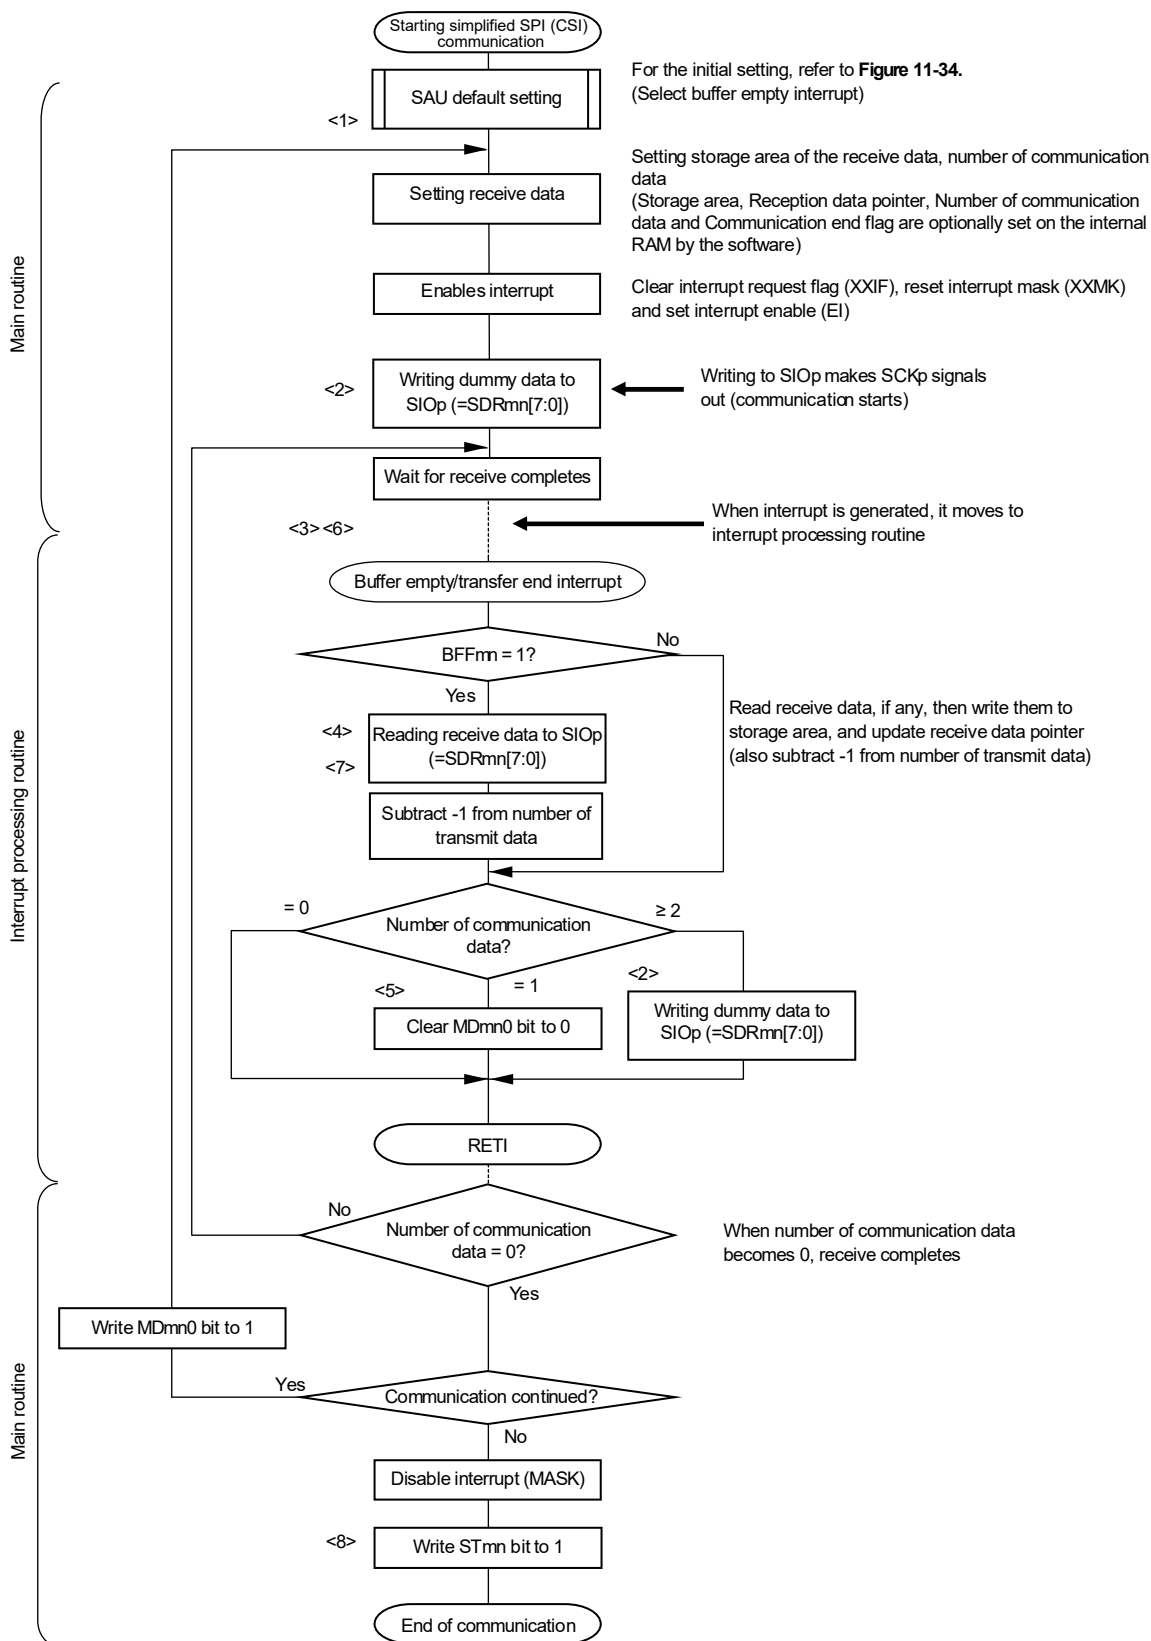 Starting simplified SPI (CSI)
communication
For the initial setting, refer to Figure 11-34.
(Select buffer empty interrupt)
SAU default setting
<1>
Setting storage area of the receive data, number of communication
data
(Storage area, Reception data pointer, Number of communication
data and Communication end flag are optionally set on the internal
RAM by the software)
Setting receive data
Main routine
Enables interrupt
Clear interrupt request flag (XXIF), reset interrupt mask (XXMK)
and set interrupt enable (EI)
<2>
Writing dummy data to
SIOp (=SDRmn[7:0])
Writing to SIOp makes SCKp signals
out (communication starts)
Wait for receive completes
<3> <6>
When interrupt is generated, it moves to
interrupt processing routine
Buffer empty/transfer end interrupt
BFFmn = 1?
No
Yes
<4>
<7>
Reading receive data to SIOp
(=SDRmn[7:0])
Read receive data, if any, then write them to
storage area, and update receive data pointer
(also subtract -1 from number of transmit data)
Subtract -1 from number of
transmit data
Interrupt processing routine
= 0
Number of communication
data?
≥ 2
= 1
<5>
Clear MDmn0 bit to 0
<2>
Writing dummy data to
SIOp (=SDRmn[7:0])
RETI
No
Number of communication
data = 0?
When number of communication data
becomes 0, receive completes
Yes
Write MDmn0 bit to 1
Main routine
Yes
Communication continued?
No
Disable interrupt (MASK)
<8>
Write STmn bit to 1
End of communication